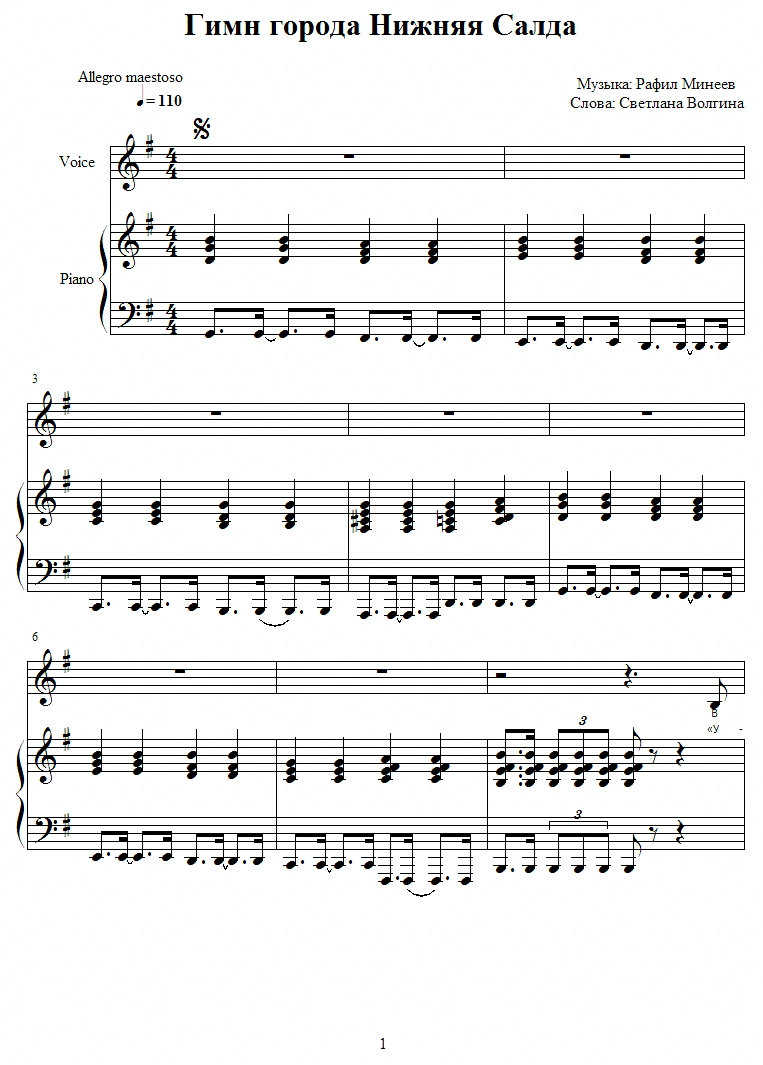 Гимн города Нижняя Салда
Allegro maestoso
= 110
Музыка: Рафил Минеев
Слова: Светлана Волгина
Voice
Piano
3
6
3
В
«У -
3
1